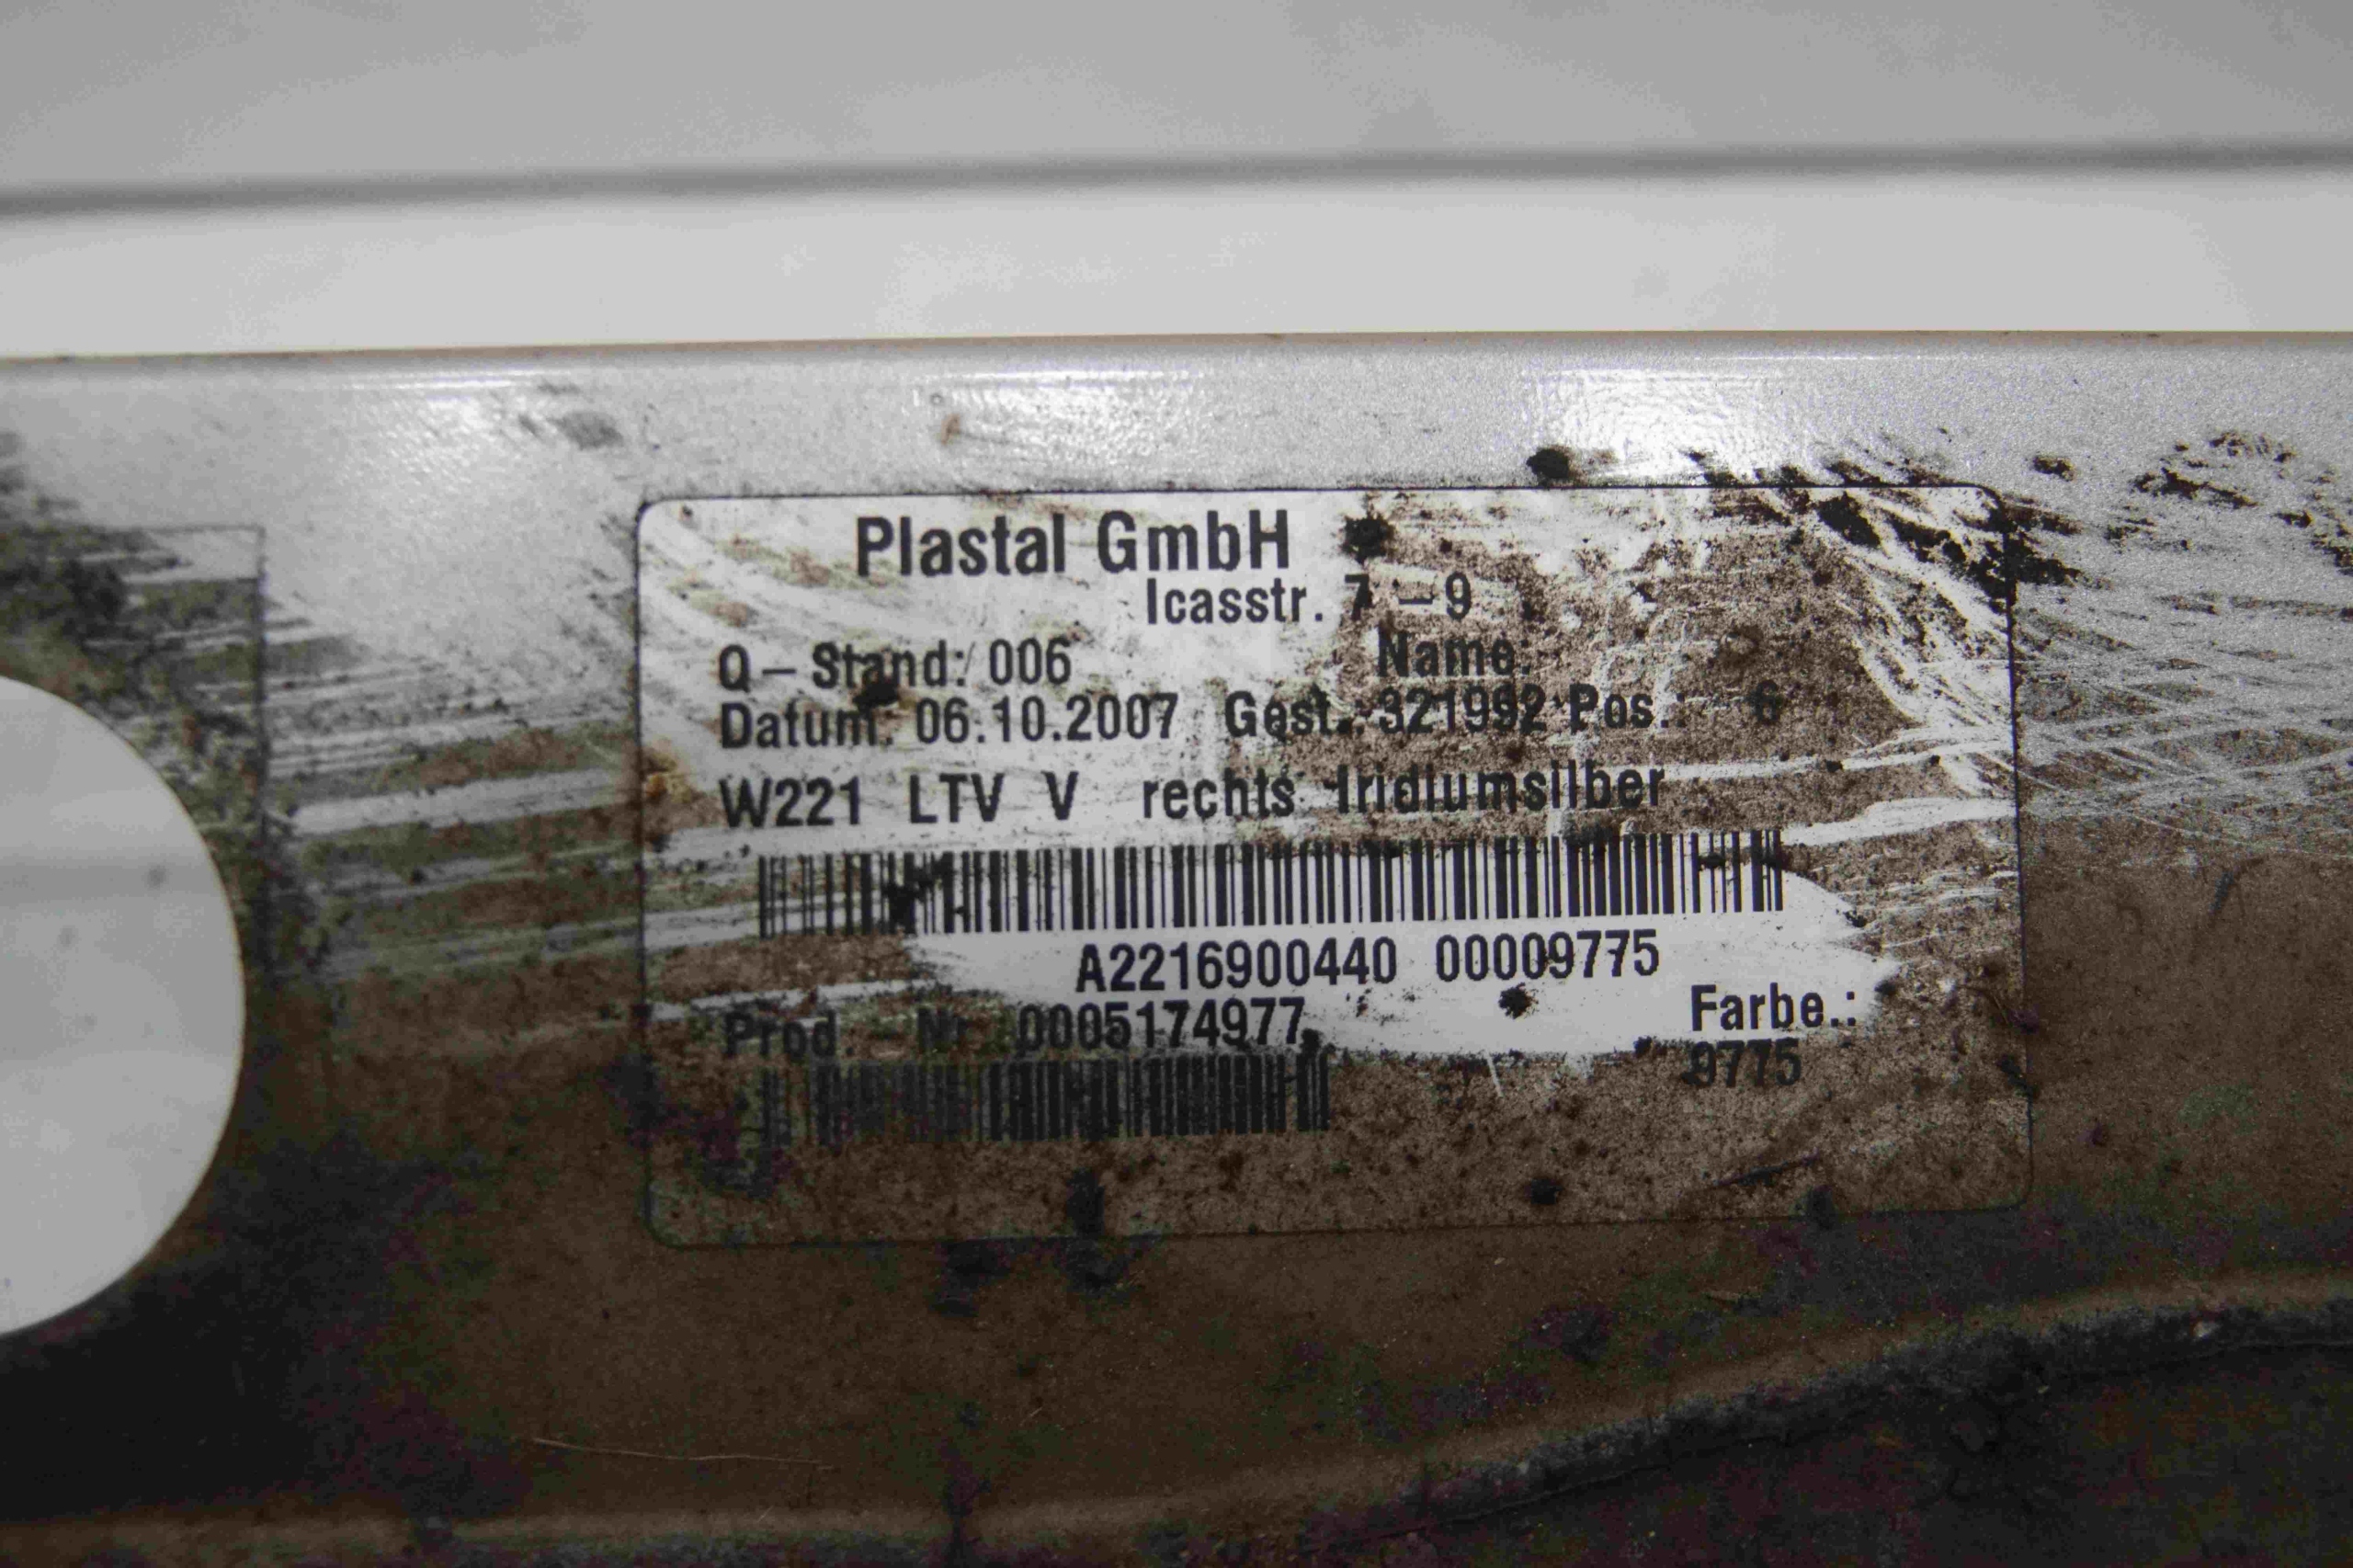 Plastal GmbH
Icasstr. 7 – 9
Q – Stand: 006 Name:
Datum: 06.10.2007 Gest.: 321992 Pos.: 6
W221 LTV V rechts Iridiumsilber
A2216900440 00009775
Prod. – Nr. 0005174977 Farbe.:
9775